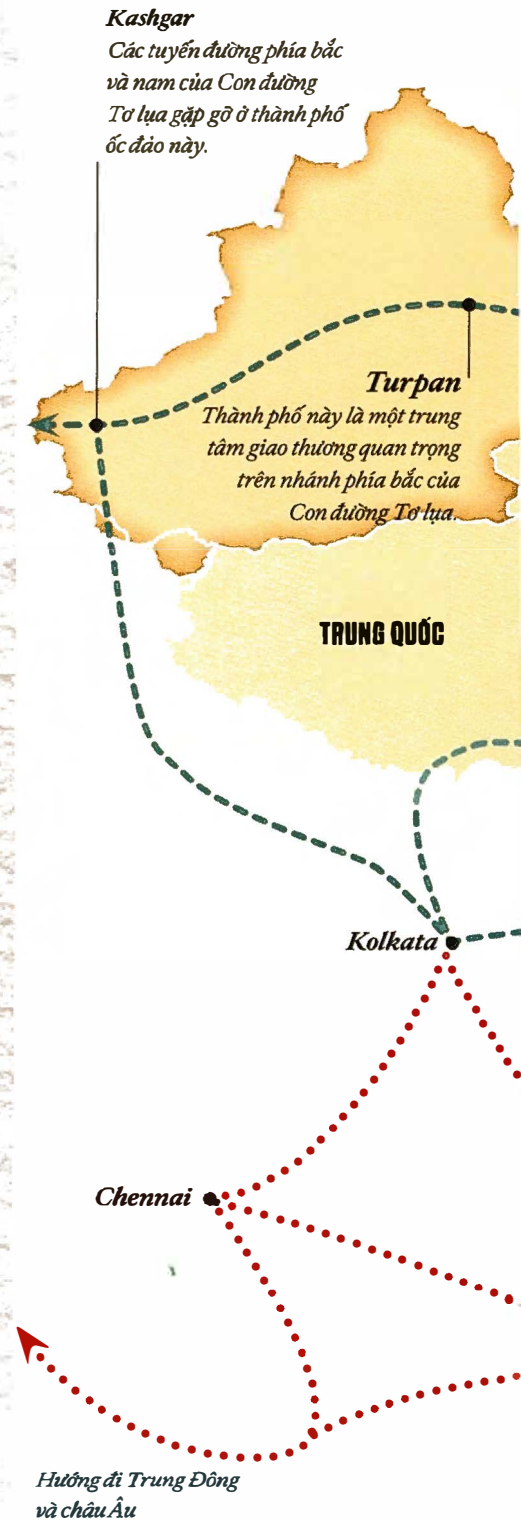 Kashgar
Các tuyến đường phía bắc
và nam của Con đường
Tơ lụa gặp gỡ ở thành phố
ốc đảo này.
Turpan
Thành phố này là một trung
tâm giao thương quan trọng
trên nhánh phía bắc của
Con đường Tơ lụa.
TRUNG QUỐC
Kolkata
Chennai
Hướng đi Trung Đông
và châu Âu